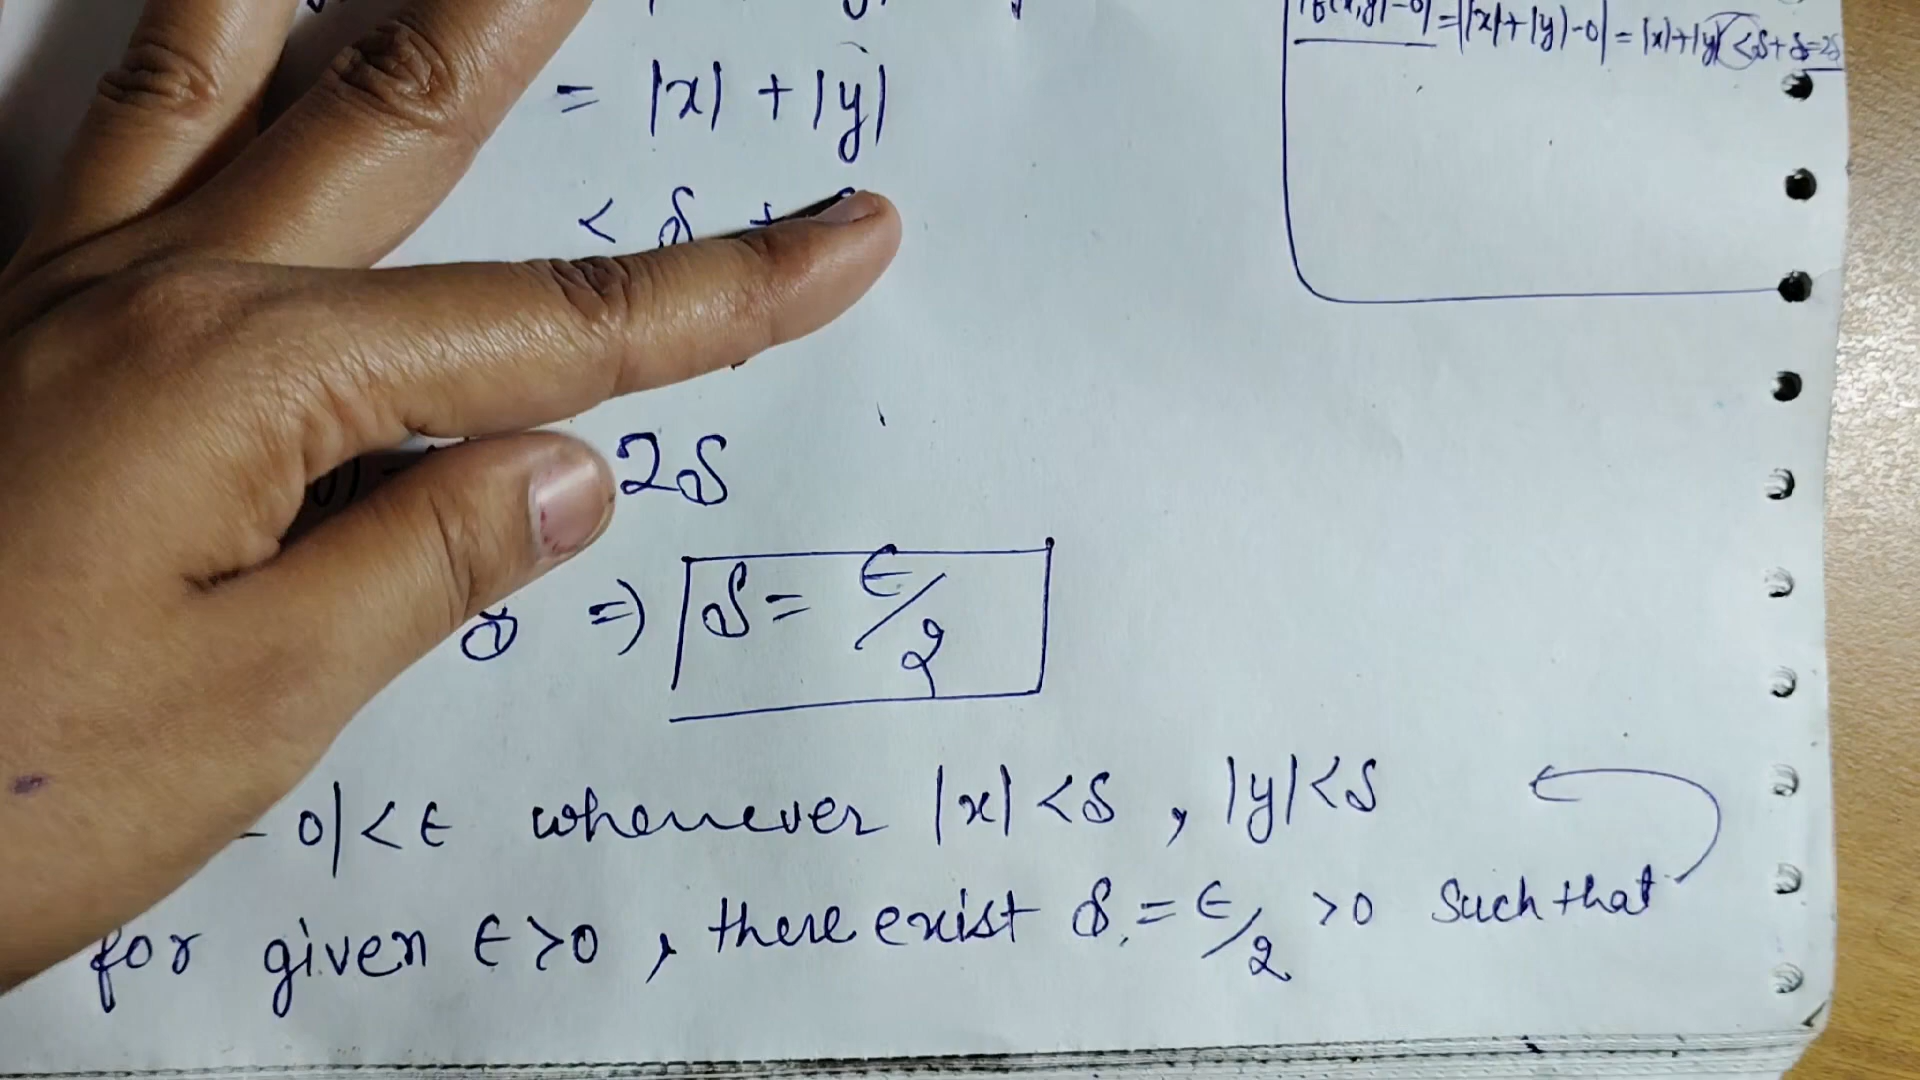 |f(x,y)-0| = ||x|+|y|-0| = |x|+|y| < δ+δ=2δ
= |x| + |y|
< δ +
2δ
=> δ = ϵ/2
- 0| < ϵ whenever |x| < δ , |y| < δ
for given ϵ > 0 , there exist δ = ϵ/2 > 0 such that